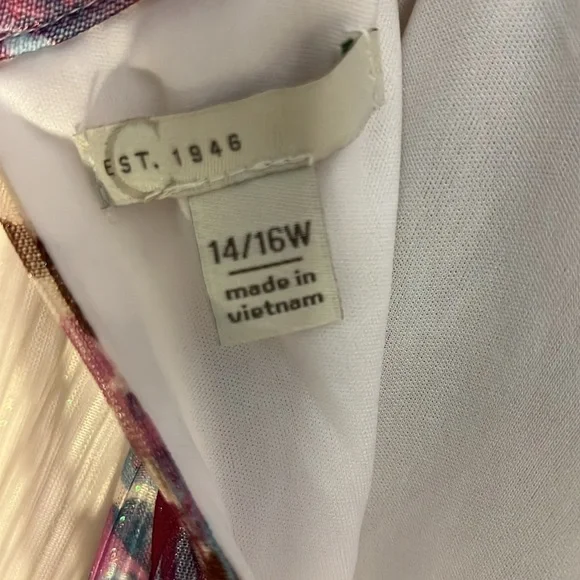 EST. 1946
14/16W
made in
vietnam